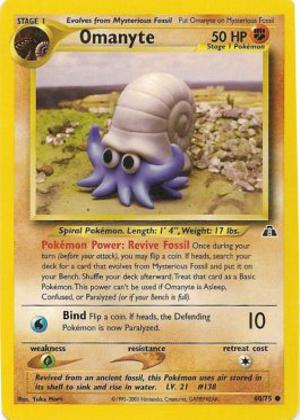 STAGE 1
Evolves from Mysterious Fossil Put Omanyte on Mysterious Fossil
Omanyte
Stage 1 Pokémon
50 HP
Spiral Pokémon. Length: 1' 4", Weight: 17 lbs.
Pokémon Power: Revive Fossil Once during your
turn (before your attack), you may flip a coin. If heads, search your
deck for a card that evolves from Mysterious Fossil and put it on
your Bench. Shuffle your deck afterward. Treat that card as a Basic
Pokémon. This power can't be used if Omanyte is Asleep,
Confused, or Paralyzed (or if your Bench is full).
Bind Flip a coin. If heads, the Defending
Pokémon is now Paralyzed.
10
weakness resistance retreat cost
Revived from an ancient fossil, this Pokémon uses air stored in
its shell to sink and rise in water. LV. 21 #138
Illus. Yuka Morii
©1995-2001 Nintendo, Creatures, GAMEFREAK.
60/75